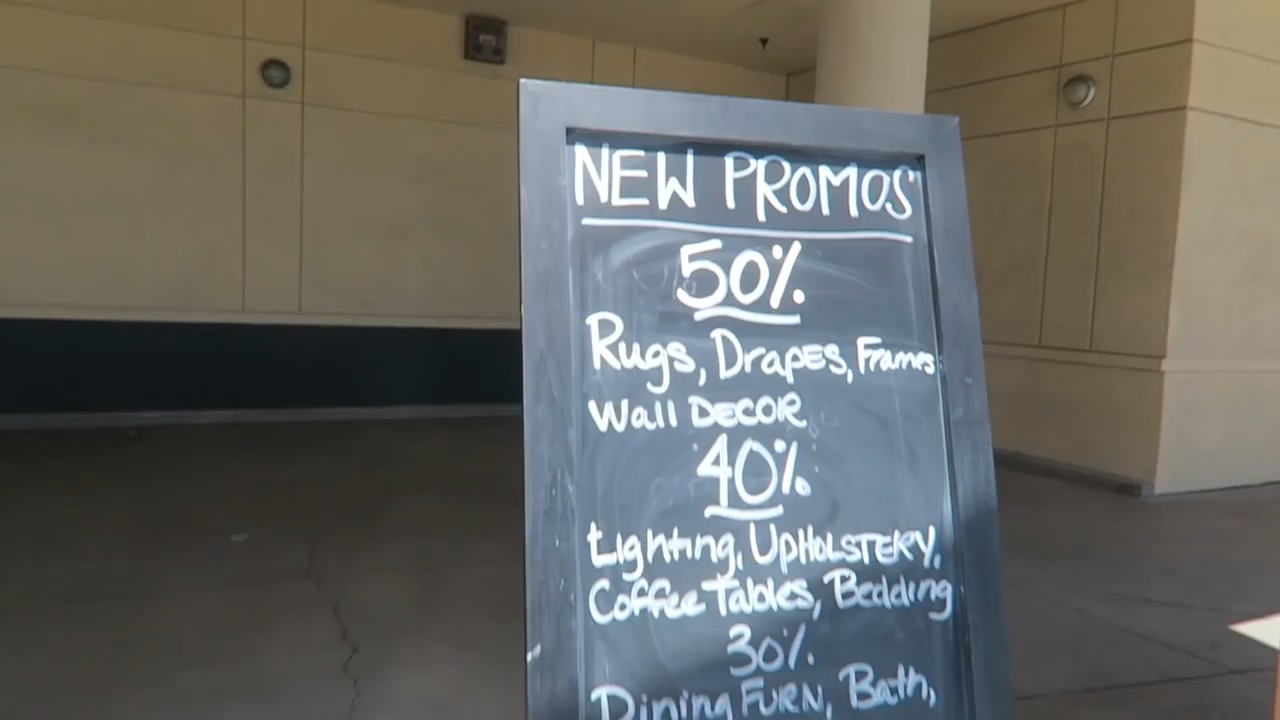 NEW PROMOS
50%
Rugs, Drapes, Frames
Wall DECOR
40%
Lighting, UpHOLSTERY,
Coffee Tables, Bedding
30%
Dining FURN, Bath,